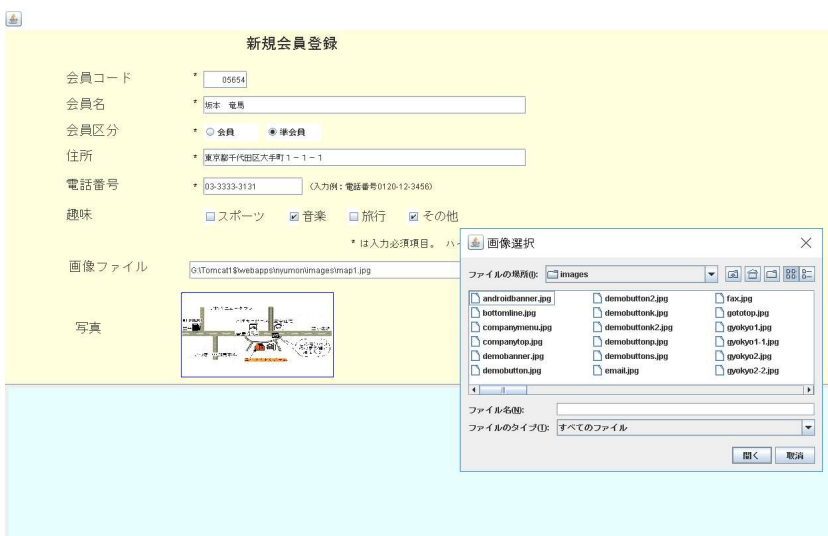 新規会員登録
会員コード * 05654
会員名 * 坂本 竜馬
会員区分 * 会員 準会員
住所 * 東京都千代田区大手町1-1-1
電話番号 * 03-3333-3131 (入力例:電話番号0120-12-3456)
趣味 スポーツ 音楽 旅行 その他
* は入力必須項目。 ハ
画像ファイル G:\Tomcat1$\webapps\nyumon\images\map1.jpg
写真
画像選択
ファイルの場所(I): images
androidbanner.jpg demobutton2.jpg fax.jpg
bottomline.jpg demobuttonk.jpg gototop.jpg
companymenu.jpg demobuttonk2.jpg gyokyo1.jpg
companytop.jpg demobuttonp.jpg gyokyo1-1.jpg
demobanner.jpg demobuttons.jpg gyokyo2.jpg
demobutton.jpg email.jpg gyokyo2-2.jpg
ファイル名(N):
ファイルのタイプ(T): すべてのファイル
開く 取消